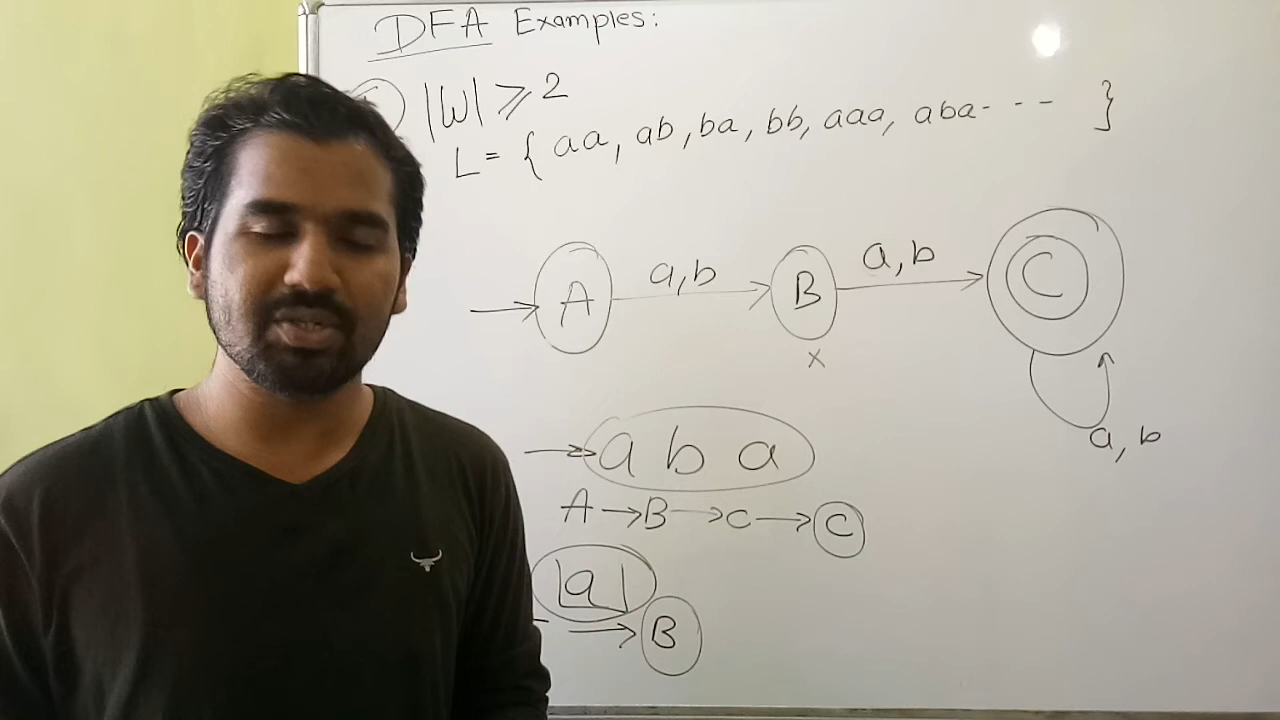 DFA Examples:
|W| ≥ 2
L = { aa, ab, ba, bb, aaa, aba- - - - }
A a,b B a,b C
x
a, b
→ a b a
A → B → C → C
|a|
→ B